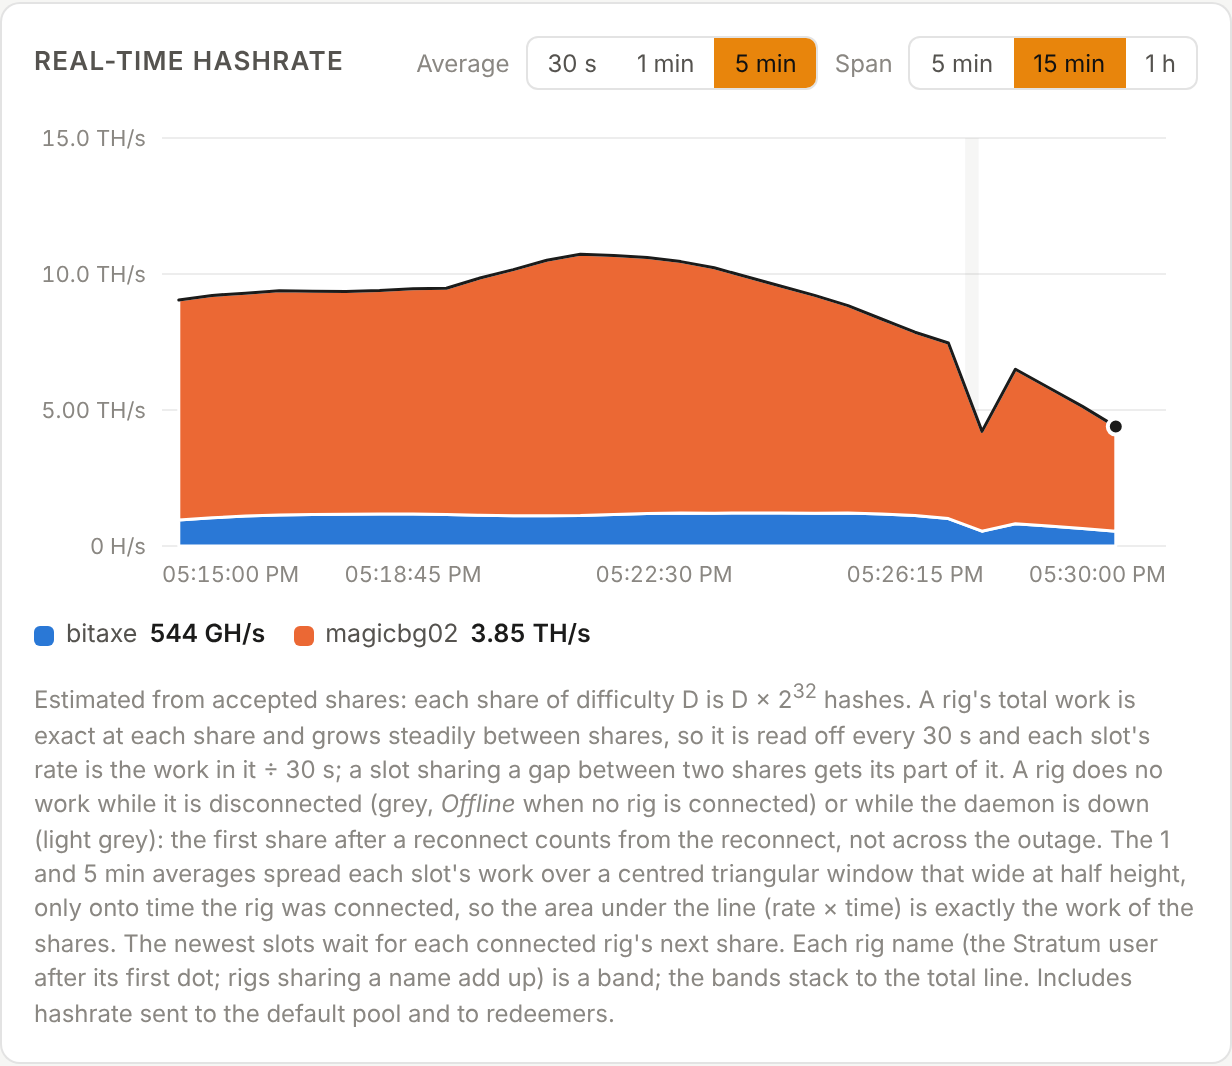 REAL-TIME HASHRATE
Average 30 s 1 min 5 min Span 5 min 15 min 1 h
15.0 TH/s
10.0 TH/s
5.00 TH/s
0 H/s
05:15:00 PM 05:18:45 PM 05:22:30 PM 05:26:15 PM 05:30:00 PM
bitaxe 544 GH/s magicbg02 3.85 TH/s
Estimated from accepted shares: each share of difficulty D is D × 2³² hashes. A rig's total work is
exact at each share and grows steadily between shares, so it is read off every 30 s and each slot's
rate is the work in it ÷ 30 s; a slot sharing a gap between two shares gets its part of it. A rig does no
work while it is disconnected (grey, Offline when no rig is connected) or while the daemon is down
(light grey): the first share after a reconnect counts from the reconnect, not across the outage. The 1
and 5 min averages spread each slot's work over a centred triangular window that wide at half height,
only onto time the rig was connected, so the area under the line (rate × time) is exactly the work of the
shares. The newest slots wait for each connected rig's next share. Each rig name (the Stratum user
after its first dot; rigs sharing a name add up) is a band; the bands stack to the total line. Includes
hashrate sent to the default pool and to redeemers.